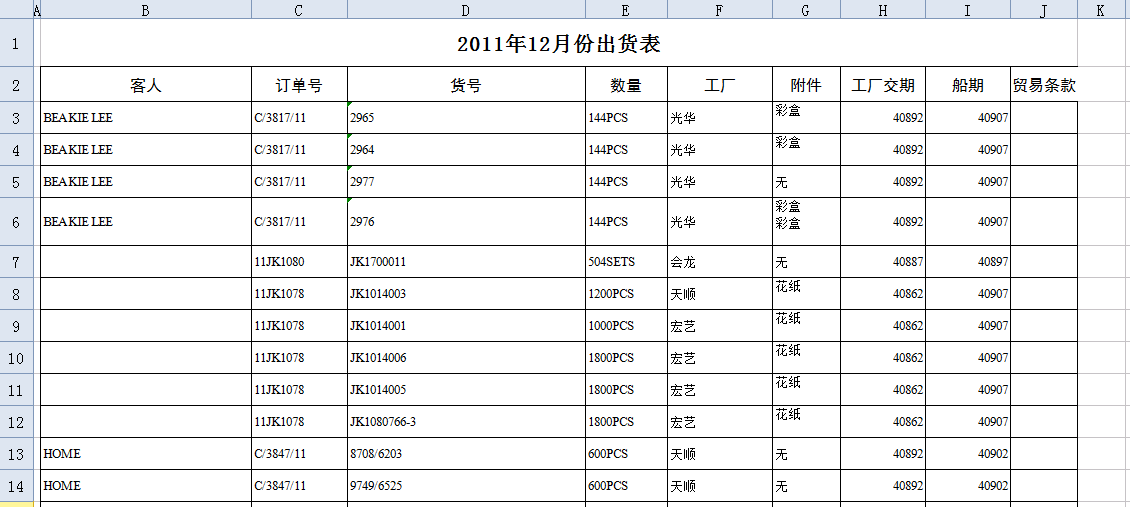 A B C D E F G H I J K
1 2011年12月份出货表
2 客人 订单号 货号 数量 工厂 附件 工厂交期 船期 贸易条款
3 BEAKIE LEE C/3817/11 2965 144PCS 光华 彩盒 40892 40907
4 BEAKIE LEE C/3817/11 2964 144PCS 光华 彩盒 40892 40907
5 BEAKIE LEE C/3817/11 2977 144PCS 光华 无 40892 40907
6 BEAKIE LEE C/3817/11 2976 144PCS 光华 彩盒 40892 40907
彩盒
7 11JK1080 JK1700011 504SETS 会龙 无 40887 40897
8 11JK1078 JK1014003 1200PCS 天顺 花纸 40862 40907
9 11JK1078 JK1014001 1000PCS 宏艺 花纸 40862 40907
10 11JK1078 JK1014006 1800PCS 宏艺 花纸 40862 40907
11 11JK1078 JK1014005 1800PCS 宏艺 花纸 40862 40907
12 11JK1078 JK1080766-3 1800PCS 宏艺 花纸 40862 40907
13 HOME C/3847/11 8708/6203 600PCS 天顺 无 40892 40902
14 HOME C/3847/11 9749/6525 600PCS 天顺 无 40892 40902